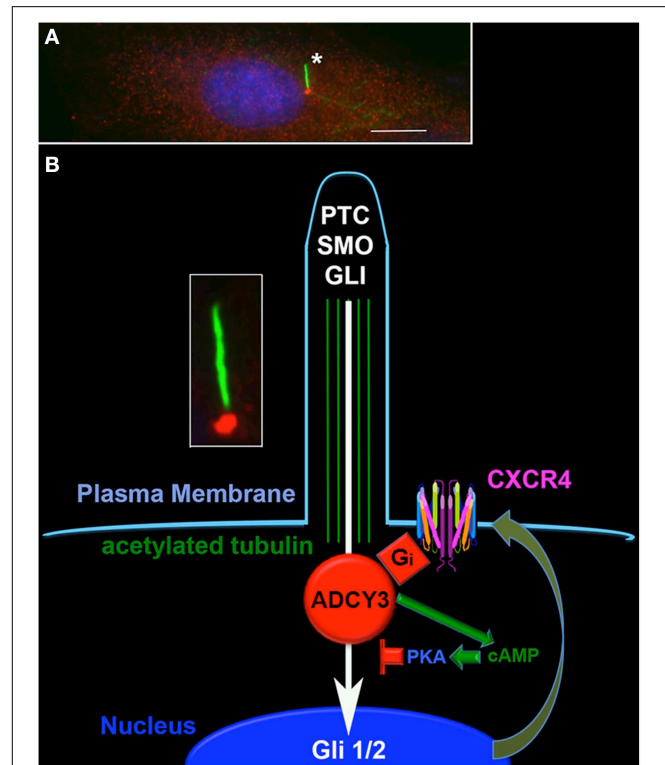 A
*
B
PTC
SMO
GLI
CXCR4
Plasma Membrane
acetylated tubulin
Gi
ADCY3
PKA
cAMP
Nucleus
Gli 1/2